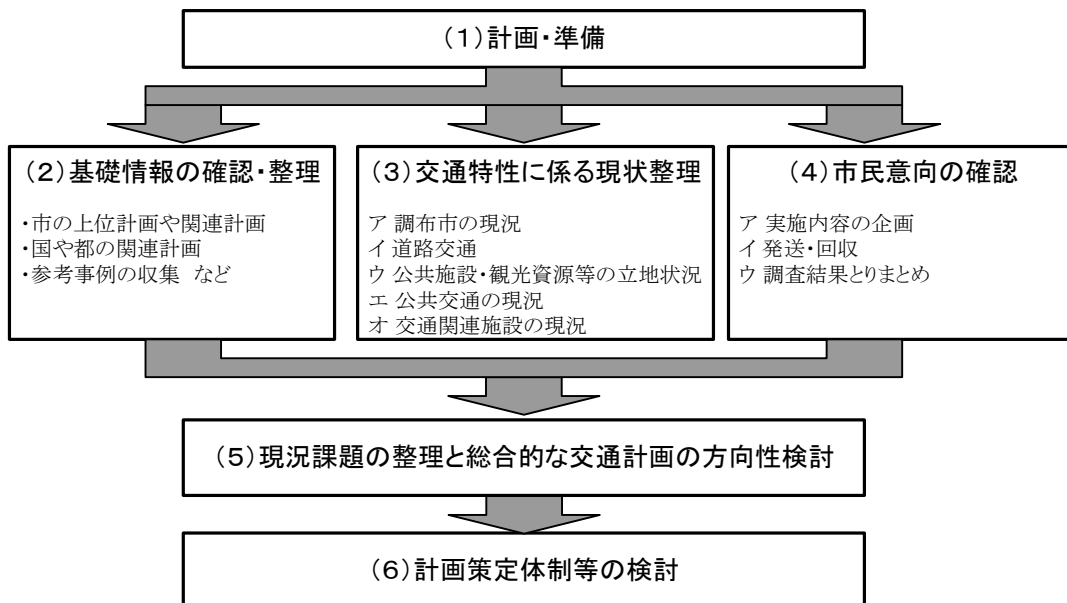 (１)計画・準備
(２)基礎情報の確認・整理
・市の上位計画や関連計画
・国や都の関連計画
・参考事例の収集 など
(３)交通特性に係る現状整理
ア 調布市の現況
イ 道路交通
ウ 公共施設・観光資源等の立地状況
エ 公共交通の現況
オ 交通関連施設の現況
(４)市民意向の確認
ア 実施内容の企画
イ 発送・回収
ウ 調査結果とりまとめ
(５)現況課題の整理と総合的な交通計画の方向性検討
(６)計画策定体制等の検討